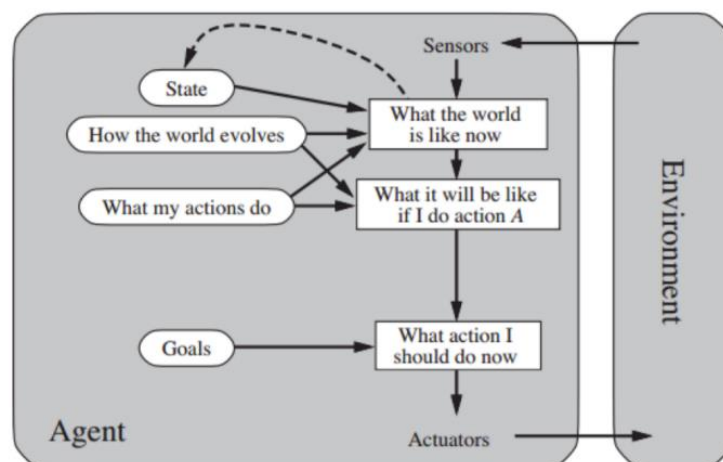 Sensors
State
What the world
is like now
How the world evolves
What it will be like
if I do action A
What my actions do
What action I
should do now
Goals
Agent
Actuators
Environment